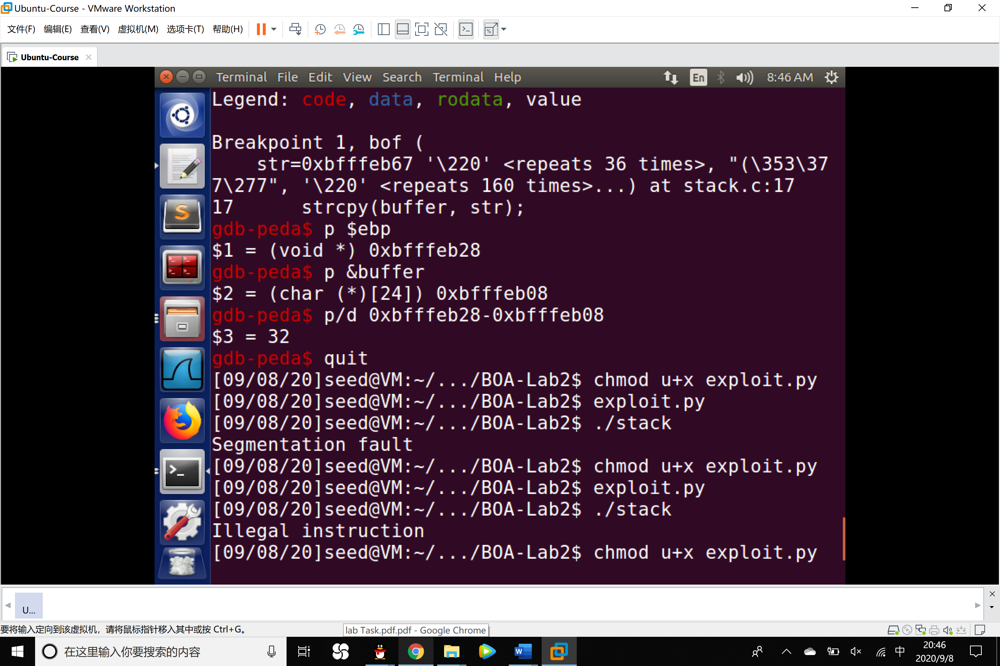 Ubuntu-Course - VMware Workstation
文件(F) 编辑(E) 查看(V) 虚拟机(M) 选项卡(T) 帮助(H)
Ubuntu-Course
Terminal File Edit View Search Terminal Help En 8:46 AM
Legend: code, data, rodata, value
Breakpoint 1, bof (
    str=0xbfffeb67 '\220' <repeats 36 times>, "(\353\37
7\277", '\220' <repeats 160 times>...) at stack.c:17
17      strcpy(buffer, str);
gdb-peda$ p $ebp
$1 = (void *) 0xbfffeb28
gdb-peda$ p &buffer
$2 = (char (*)[24]) 0xbfffeb08
gdb-peda$ p/d 0xbfffeb28-0xbfffeb08
$3 = 32
gdb-peda$ quit
[09/08/20]seed@VM:~/.../BOA-Lab2$ chmod u+x exploit.py
[09/08/20]seed@VM:~/.../BOA-Lab2$ exploit.py
[09/08/20]seed@VM:~/.../BOA-Lab2$ ./stack
Segmentation fault
[09/08/20]seed@VM:~/.../BOA-Lab2$ chmod u+x exploit.py
[09/08/20]seed@VM:~/.../BOA-Lab2$ exploit.py
[09/08/20]seed@VM:~/.../BOA-Lab2$ ./stack
Illegal instruction
[09/08/20]seed@VM:~/.../BOA-Lab2$ chmod u+x exploit.py
U...
要将输入定向到该虚拟机，请将鼠标指针移入其中或按 Ctrl+G。
lab Task.pdf.pdf - Google Chrome
在这里输入你要搜索的内容
中
20:46
2020/9/8